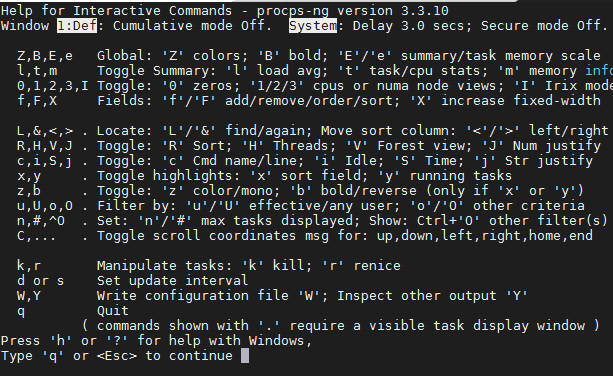 Help for Interactive Commands - procps-ng version 3.3.10
Window 1:Def: Cumulative mode Off.  System: Delay 3.0 secs; Secure mode Off.

  Z,B,E,e   Global: 'Z' colors; 'B' bold; 'E'/'e' summary/task memory scale
  l,t,m     Toggle Summary: 'l' load avg; 't' task/cpu stats; 'm' memory info
  0,1,2,3,I Toggle: '0' zeros; '1/2/3' cpus or numa node views; 'I' Irix mode
  f,F,X     Fields: 'f'/'F' add/remove/order/sort; 'X' increase fixed-width

  L,&,<,> . Locate: 'L'/'&' find/again; Move sort column: '<'/'>' left/right
  R,H,V,J . Toggle: 'R' Sort; 'H' Threads; 'V' Forest view; 'J' Num justify
  c,i,S,j . Toggle: 'c' Cmd name/line; 'i' Idle; 'S' Time; 'j' Str justify
  x,y     . Toggle highlights: 'x' sort field; 'y' running tasks
  z,b     . Toggle: 'z' color/mono; 'b' bold/reverse (only if 'x' or 'y')
  u,U,o,O . Filter by: 'u'/'U' effective/any user; 'o'/'O' other criteria
  n,#,^O  . Set: 'n'/'#' max tasks displayed; Show: Ctrl+'O' other filter(s)
  C,...   . Toggle scroll coordinates msg for: up,down,left,right,home,end

  k,r       Manipulate tasks: 'k' kill; 'r' renice
  d or s    Set update interval
  W,Y       Write configuration file 'W'; Inspect other output 'Y'
  q         Quit
          ( commands shown with '.' require a visible task display window )
Press 'h' or '?' for help with Windows,
Type 'q' or <Esc> to continue